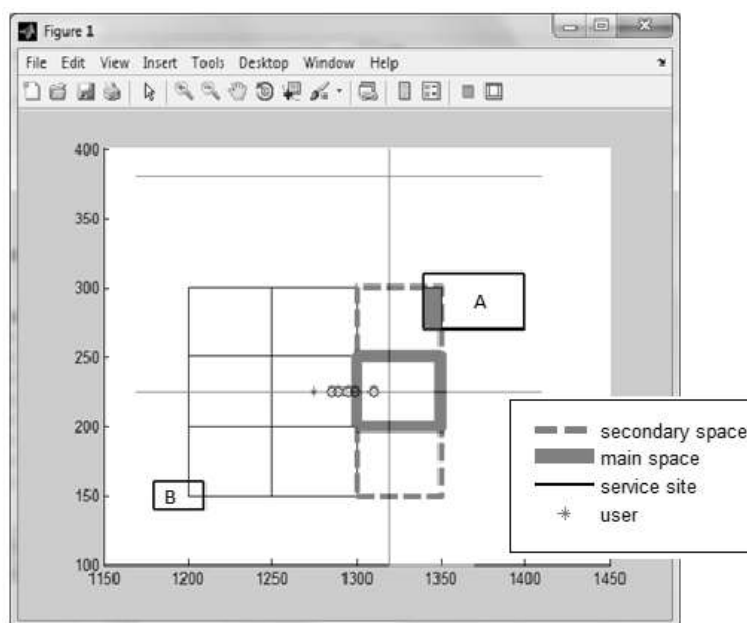 Figure 1
File Edit View Insert Tools Desktop Window Help
400
350
300
250
200
150
100
1150 1200 1250 1300 1350 1400 1450
A
B
secondary space
main space
service site
user